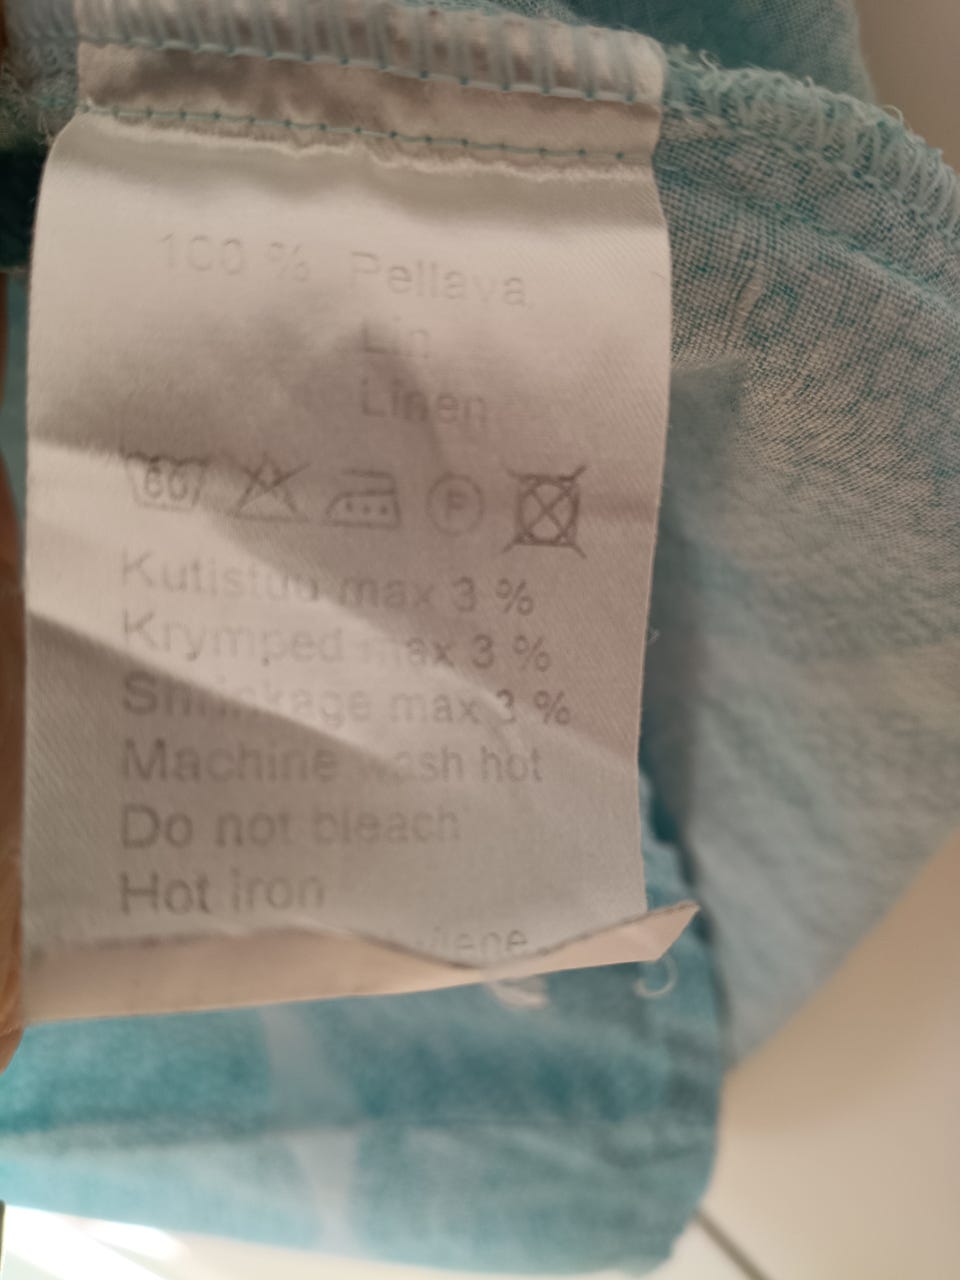 100 % Pellava
Lin
Linen
60
P
Kutistuu max 3 %
Krymped max 3 %
Shrinkage max 3 %
Machine wash hot
Do not bleach
Hot iron